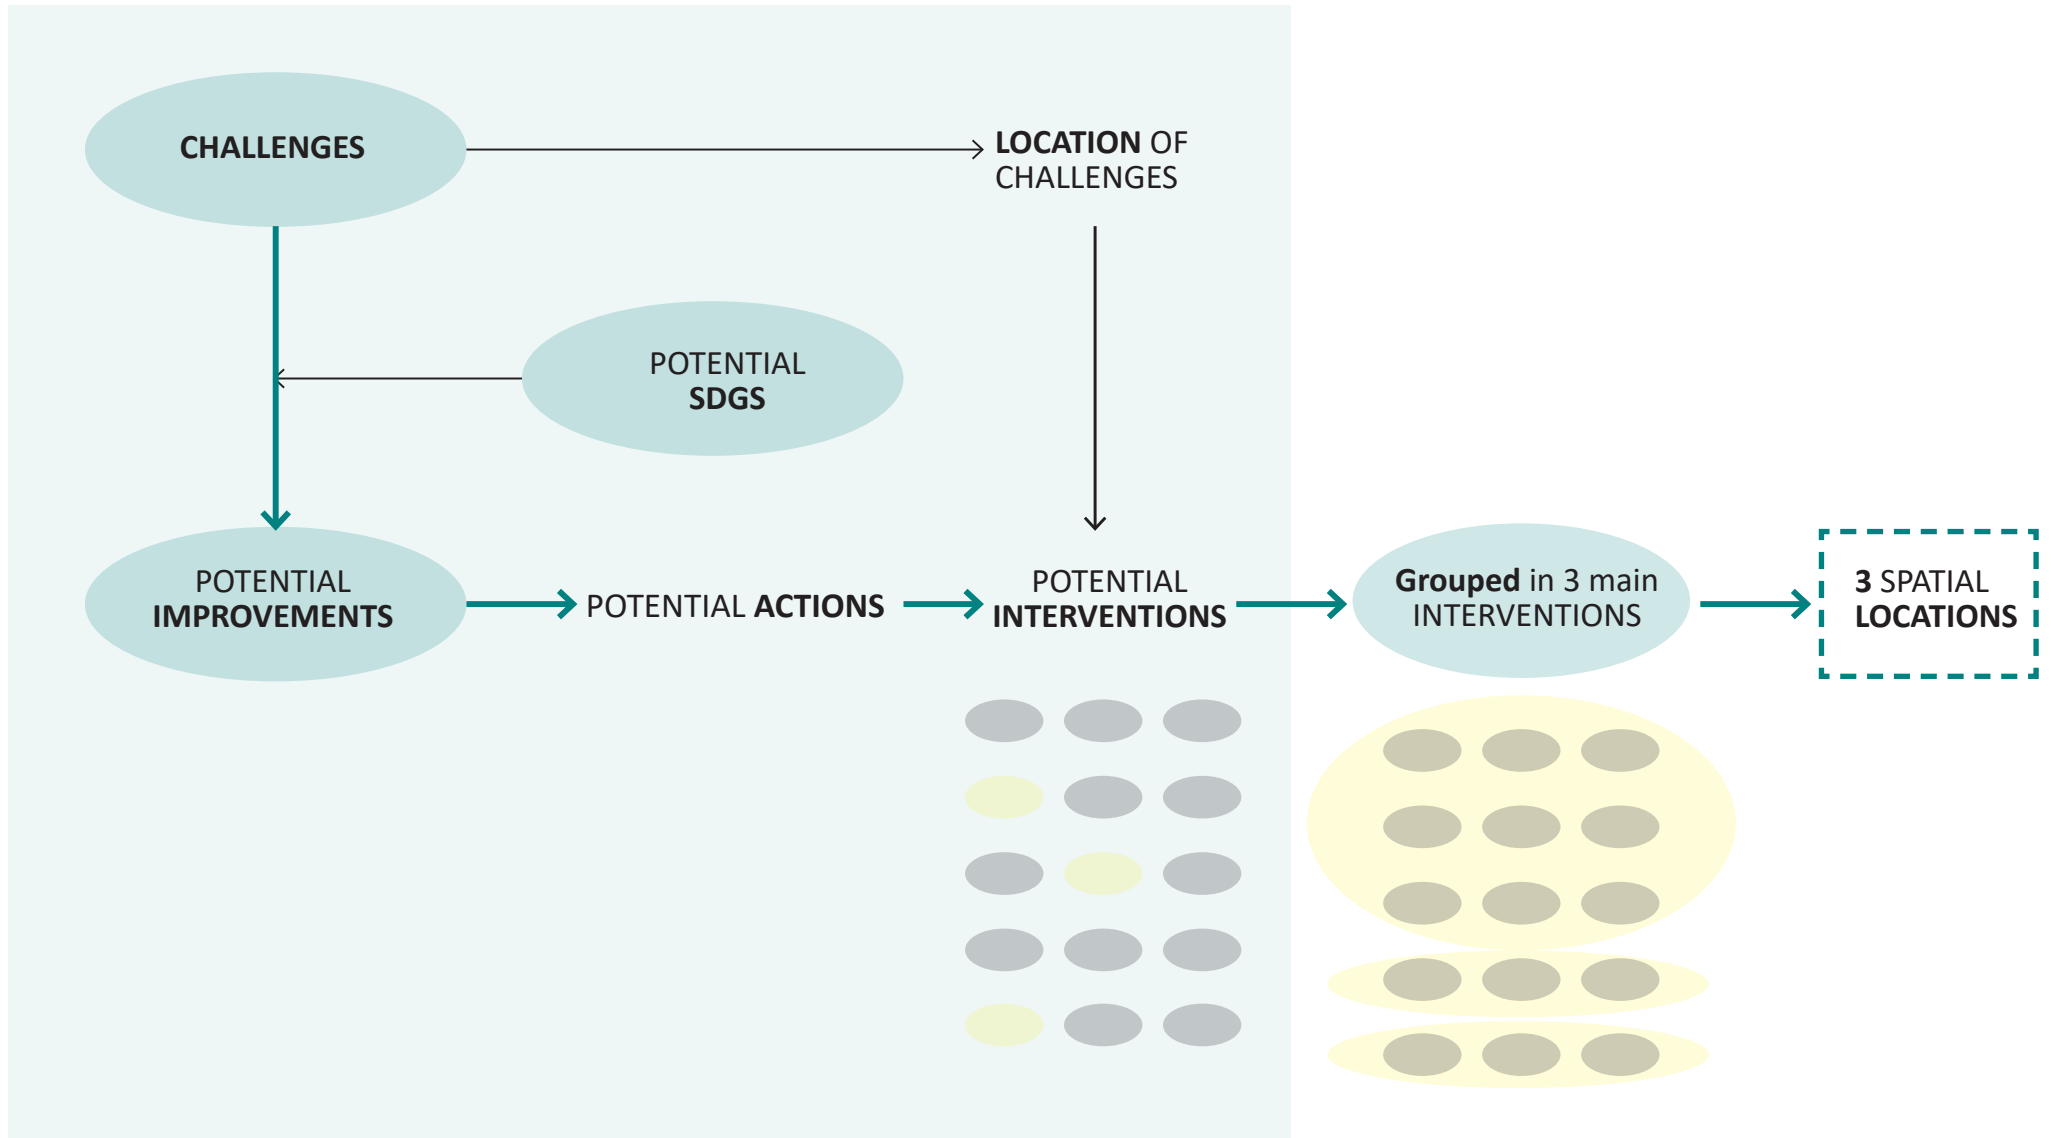 CHALLENGES
LOCATION OF
CHALLENGES
POTENTIAL
SDGS
POTENTIAL
IMPROVEMENTS
POTENTIAL ACTIONS
POTENTIAL
INTERVENTIONS
Grouped in 3 main
INTERVENTIONS
3 SPATIAL
LOCATIONS